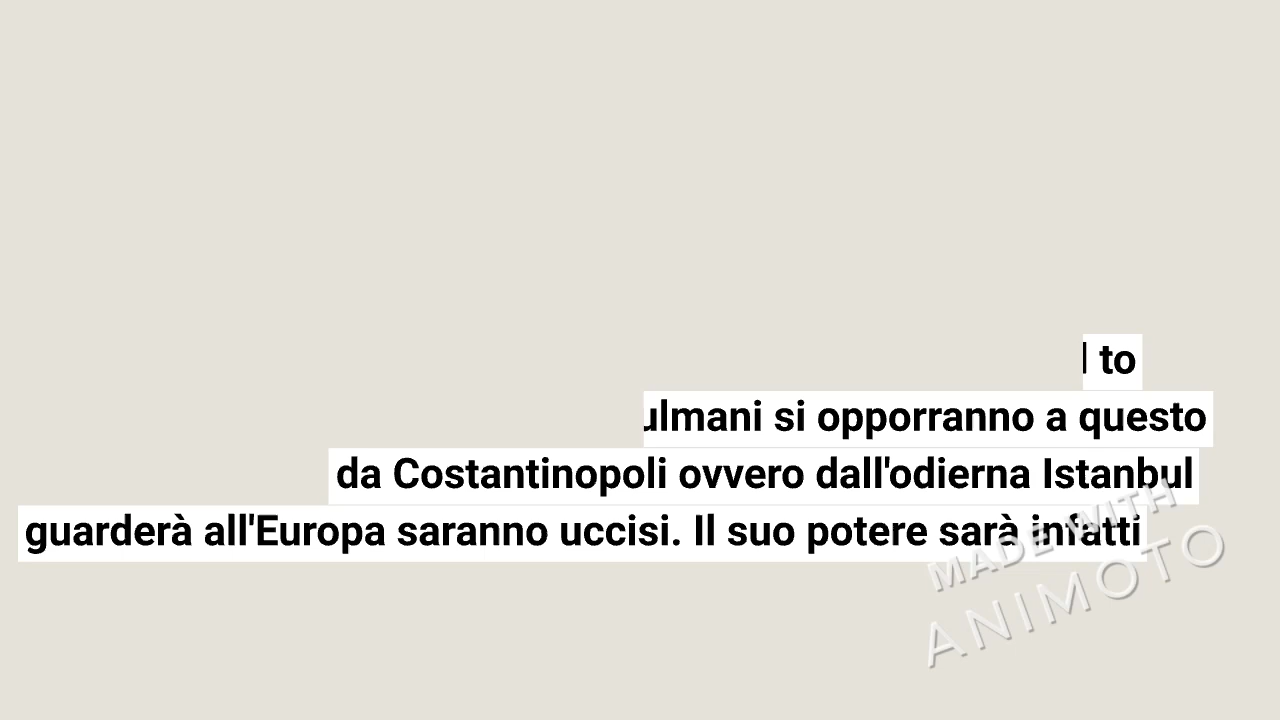 to
si opporranno a questo
da Costantinopoli ovvero dall'odierna Istanbul
guarderà all'Europa saranno uccisi. Il suo potere sarà infatti
MADE WITH
ANIMOTO